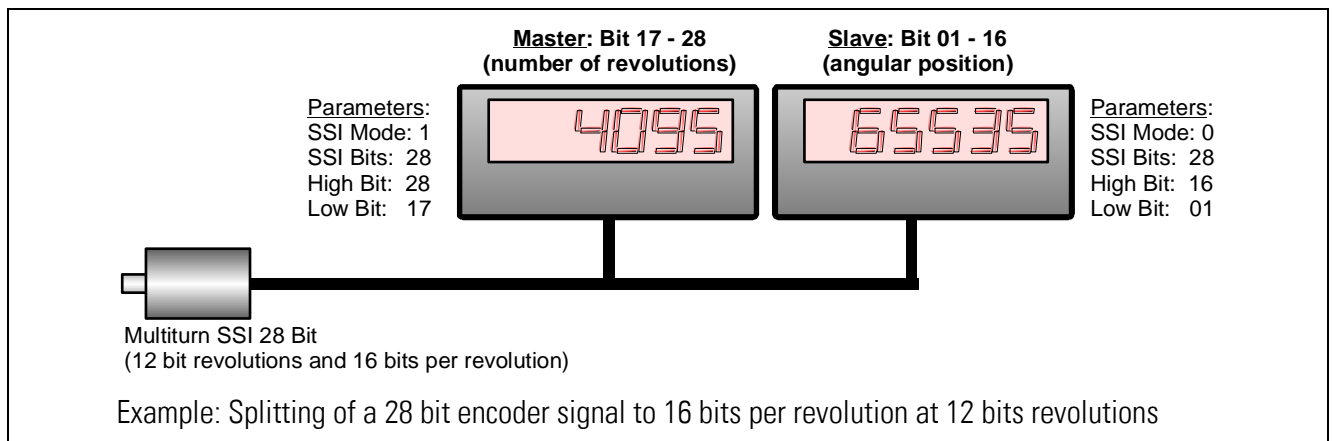 Master: Bit 17 - 28
(number of revolutions)
Slave: Bit 01 - 16
(angular position)
Parameters:
SSI Mode: 1
SSI Bits: 28
High Bit: 28
Low Bit: 17
4095
65535
Parameters:
SSI Mode: 0
SSI Bits: 28
High Bit: 16
Low Bit: 01
Multiturn SSI 28 Bit
(12 bit revolutions and 16 bits per revolution)
Example: Splitting of a 28 bit encoder signal to 16 bits per revolution at 12 bits revolutions